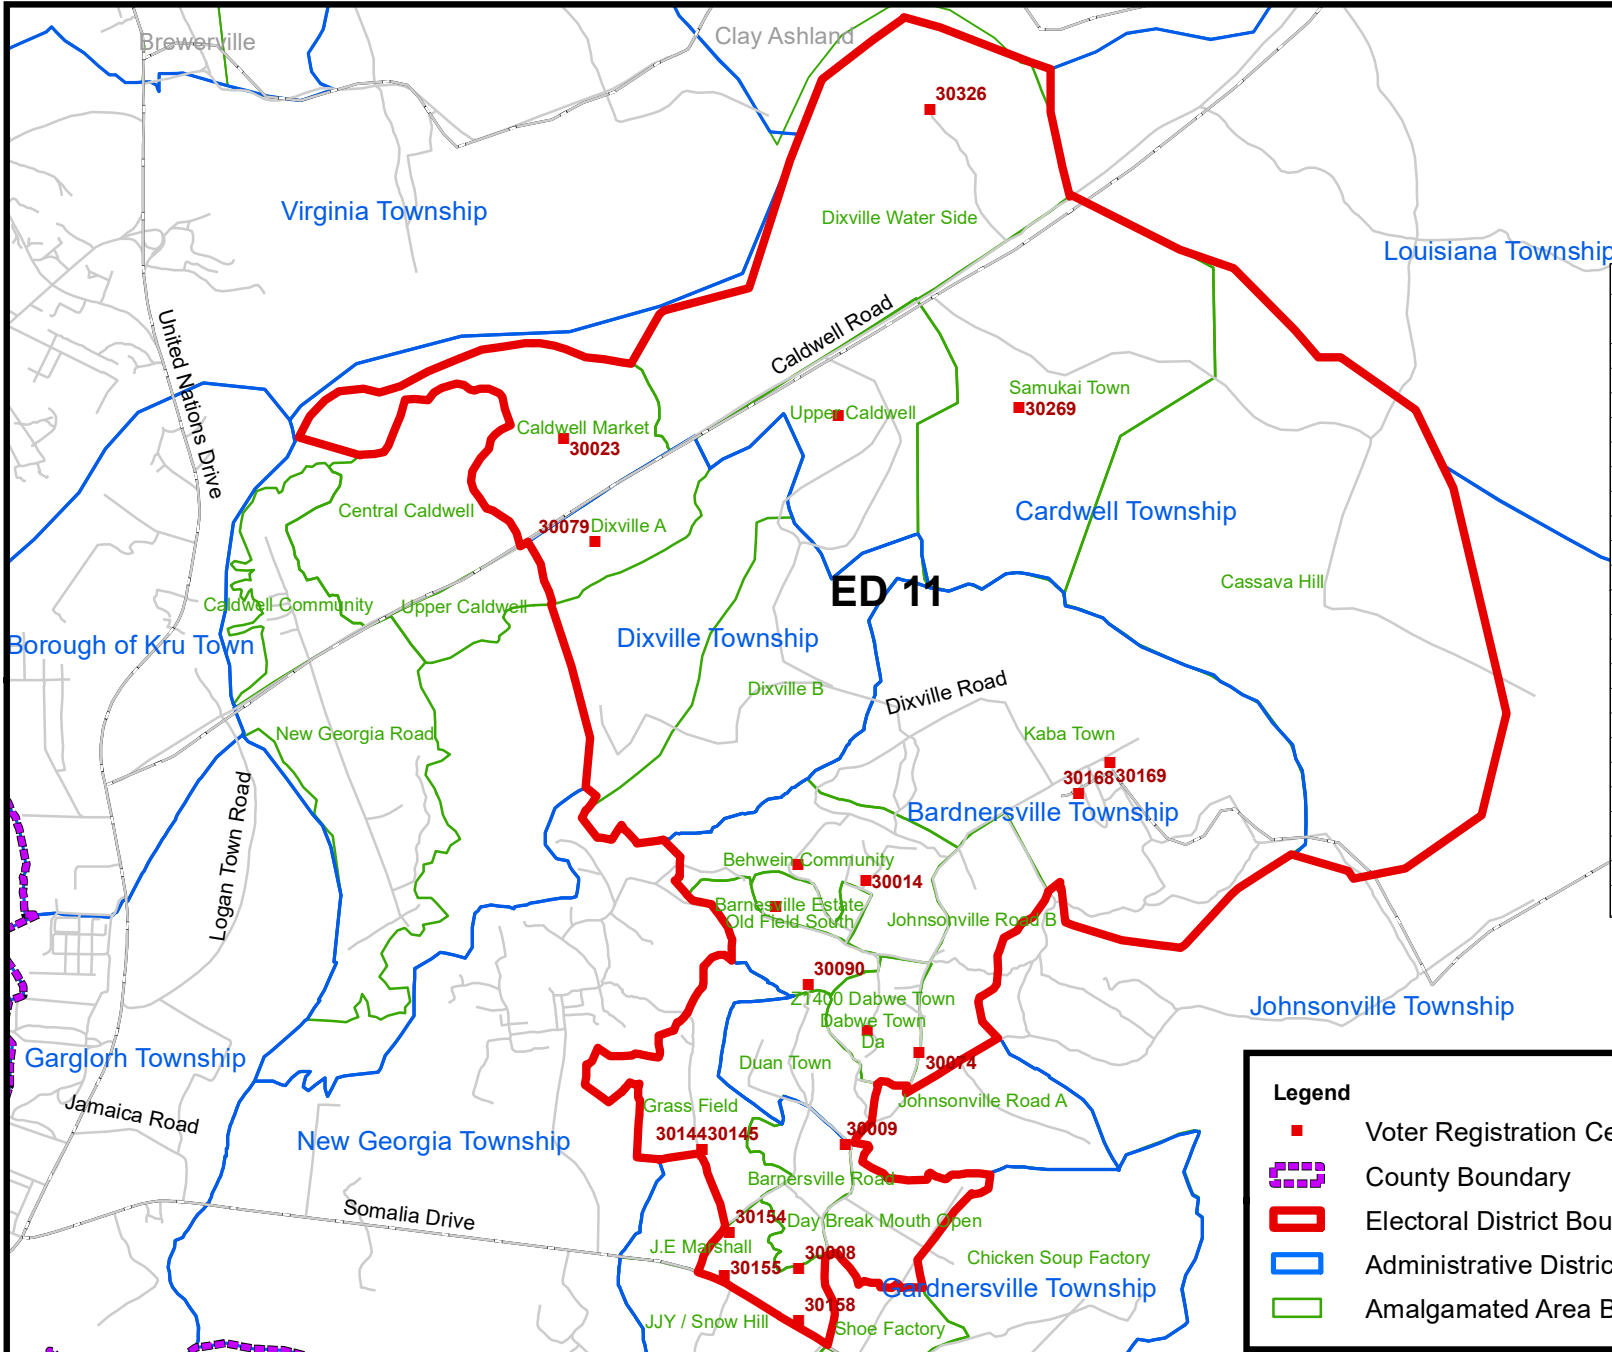 Brewerville
Clay Ashland
30326
Virginia Township
Dixville Water Side
Louisiana Township
United Nations Drive
Caldwell Road
Samukai Town
30269
Upper Caldwell
Caldwell Market
30023
Central Caldwell
30079
Dixville A
Cardwell Township
Cassava Hill
ED 11
Caldwell Community
Upper Caldwell
Borough of Kru Town
Dixville Township
Dixville B
Dixville Road
New Georgia Road
Kaba Town
30168
30169
Bardnersville Township
Logan Town Road
Behwein Community
30014
Barnesville Estate
Old Field South
Johnsonville Road B
30090
Z1400 Dabwe Town
Dabwe Town
Da
Johnsonville Township
Garglorh Township
Duan Town
30074
Jamaica Road
Grass Field
Johnsonville Road A
New Georgia Township
30144
30145
30009
Barnersville Road
Somalia Drive
30154
Day Break Mouth Open
J.E Marshall
30155
30008
Chicken Soup Factory
Gardnersville Township
30158
JJY / Snow Hill
Shoe Factory
Legend
Voter Registration Ce
County Boundary
Electoral District Bou
Administrative Distric
Amalgamated Area B